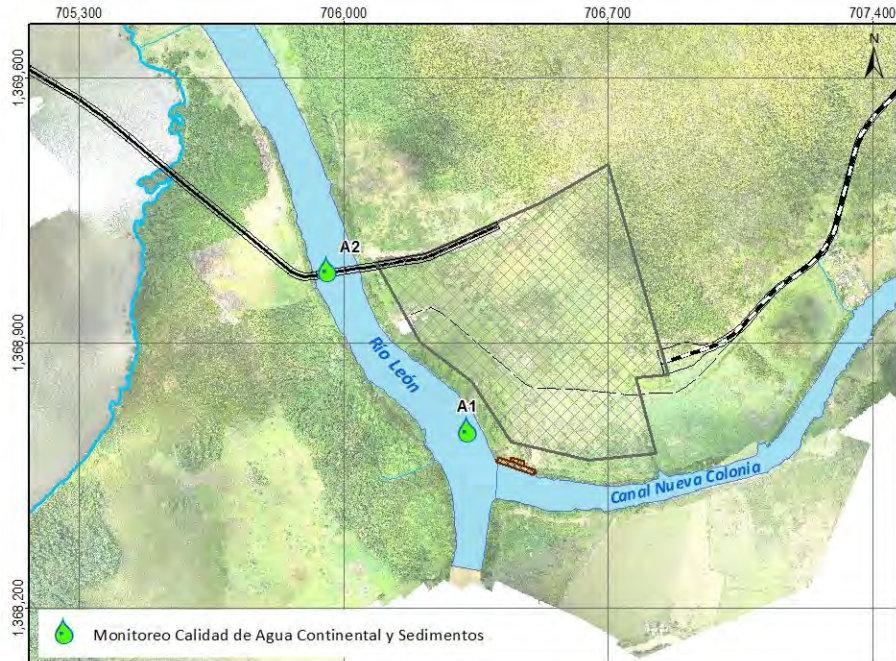 705,300 706,000 706,700 707,400
N
1,369,600
A2
1,368,900
Río León
A1
Canal Nueva Colonia
1,368,200
Monitoreo Calidad de Agua Continental y Sedimentos